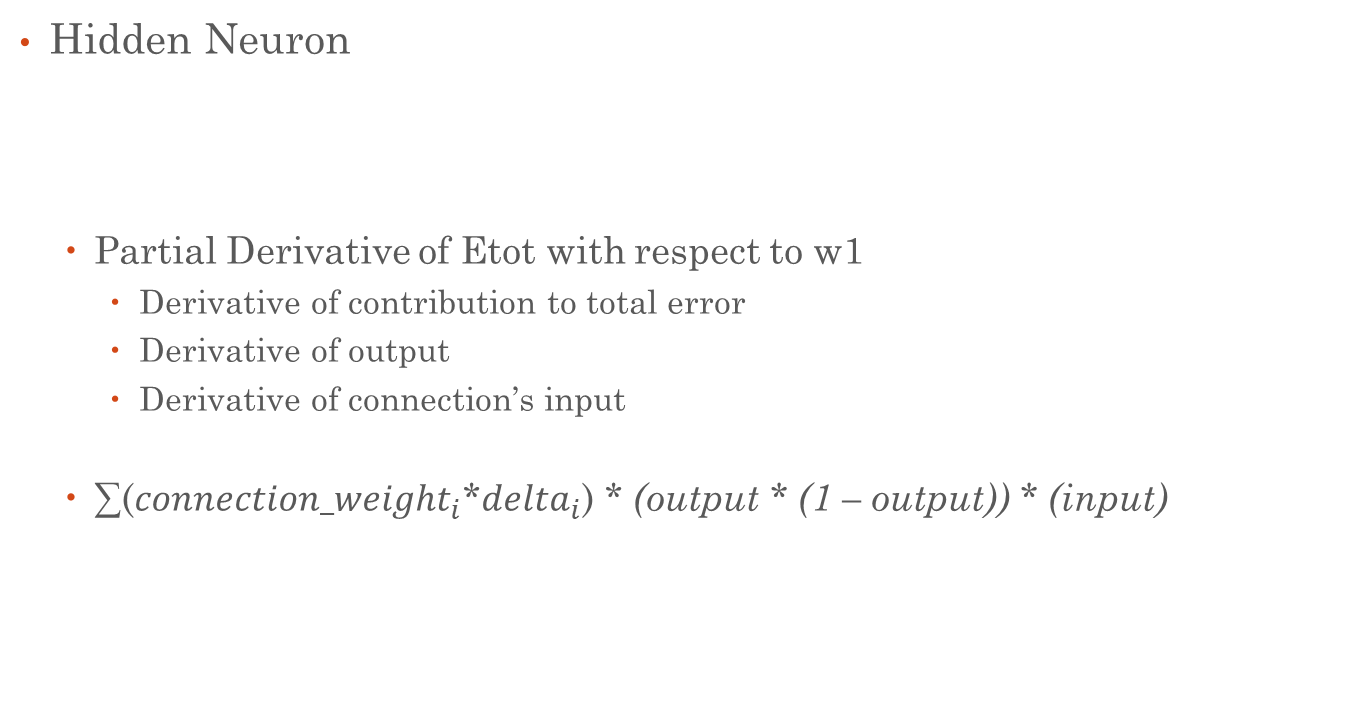 • Hidden Neuron
• Partial Derivative of Etot with respect to w1
• Derivative of contribution to total error
• Derivative of output
• Derivative of connection’s input
• ∑(connection_weightᵢ*deltaᵢ) * (output * (1 – output)) * (input)